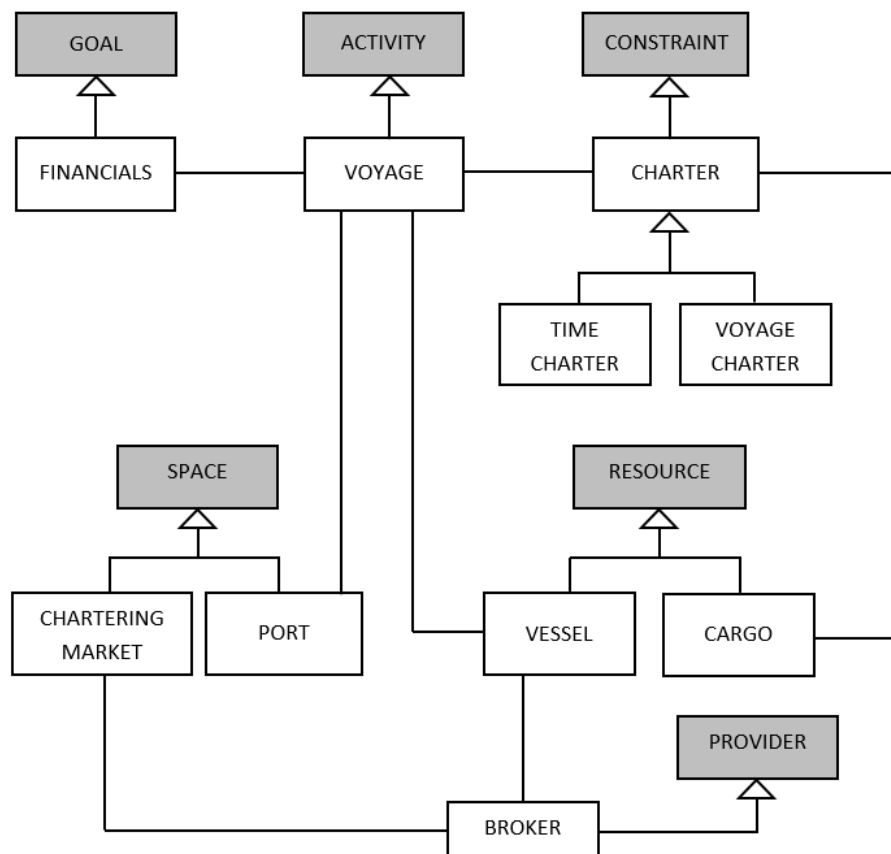 GOAL
ACTIVITY
CONSTRAINT
FINANCIALS
VOYAGE
CHARTER
TIME
CHARTER
VOYAGE
CHARTER
SPACE
RESOURCE
CHARTERING
MARKET
PORT
VESSEL
CARGO
PROVIDER
BROKER